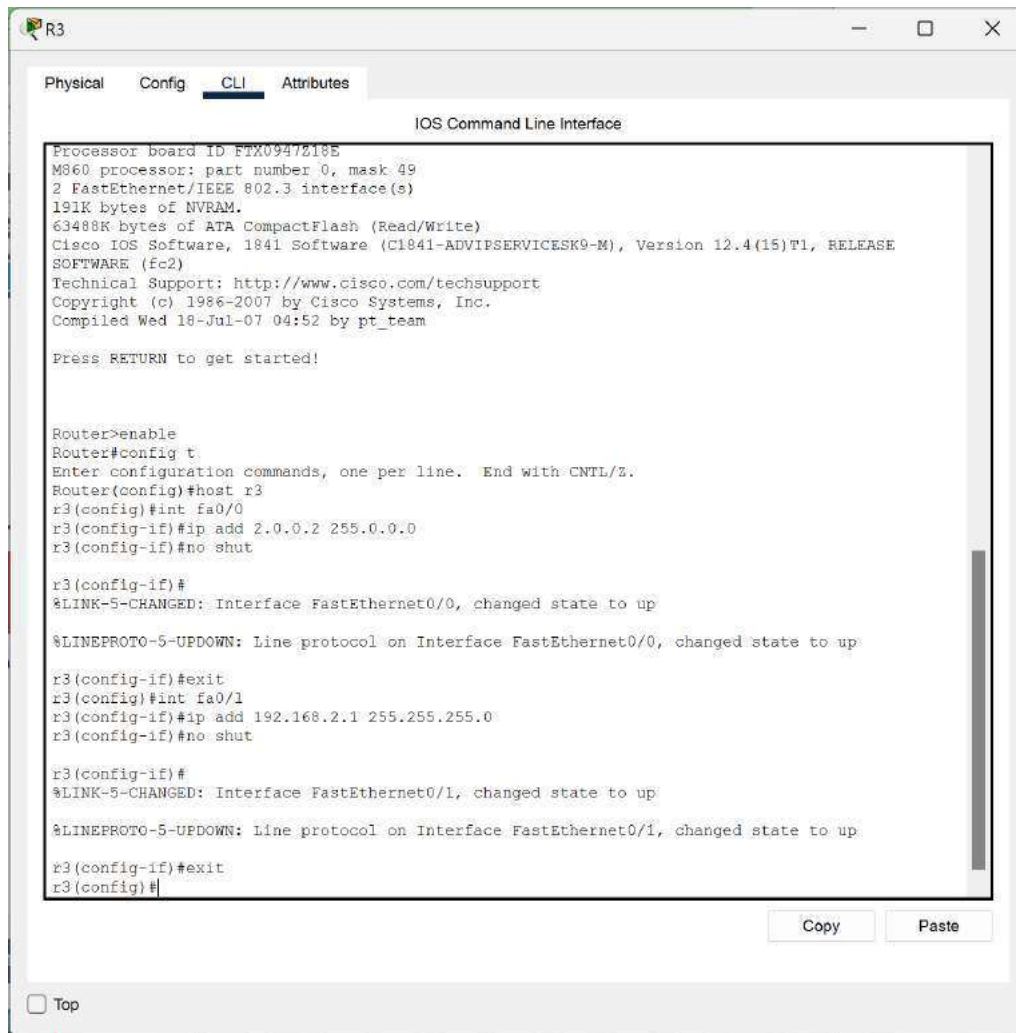 R3
Physical Config CLI Attributes
IOS Command Line Interface
Processor board ID FTX0947Z18E
M860 processor: part number 0, mask 49
2 FastEthernet/IEEE 802.3 interface(s)
191K bytes of NVRAM.
63488K bytes of ATA CompactFlash (Read/Write)
Cisco IOS Software, 1841 Software (C1841-ADVIPSERVICESK9-M), Version 12.4(15)T1, RELEASE
SOFTWARE (fc2)
Technical Support: http://www.cisco.com/techsupport
Copyright (c) 1986-2007 by Cisco Systems, Inc.
Compiled Wed 18-Jul-07 04:52 by pt_team
Press RETURN to get started!
Router>enable
Router#config t
Enter configuration commands, one per line.  End with CNTL/Z.
Router(config)#host r3
r3(config)#int fa0/0
r3(config-if)#ip add 2.0.0.2 255.0.0.0
r3(config-if)#no shut
r3(config-if)#
%LINK-5-CHANGED: Interface FastEthernet0/0, changed state to up
%LINEPROTO-5-UPDOWN: Line protocol on Interface FastEthernet0/0, changed state to up
r3(config-if)#exit
r3(config)#int fa0/1
r3(config-if)#ip add 192.168.2.1 255.255.255.0
r3(config-if)#no shut
r3(config-if)#
%LINK-5-CHANGED: Interface FastEthernet0/1, changed state to up
%LINEPROTO-5-UPDOWN: Line protocol on Interface FastEthernet0/1, changed state to up
r3(config-if)#exit
r3(config)#
Copy Paste
Top